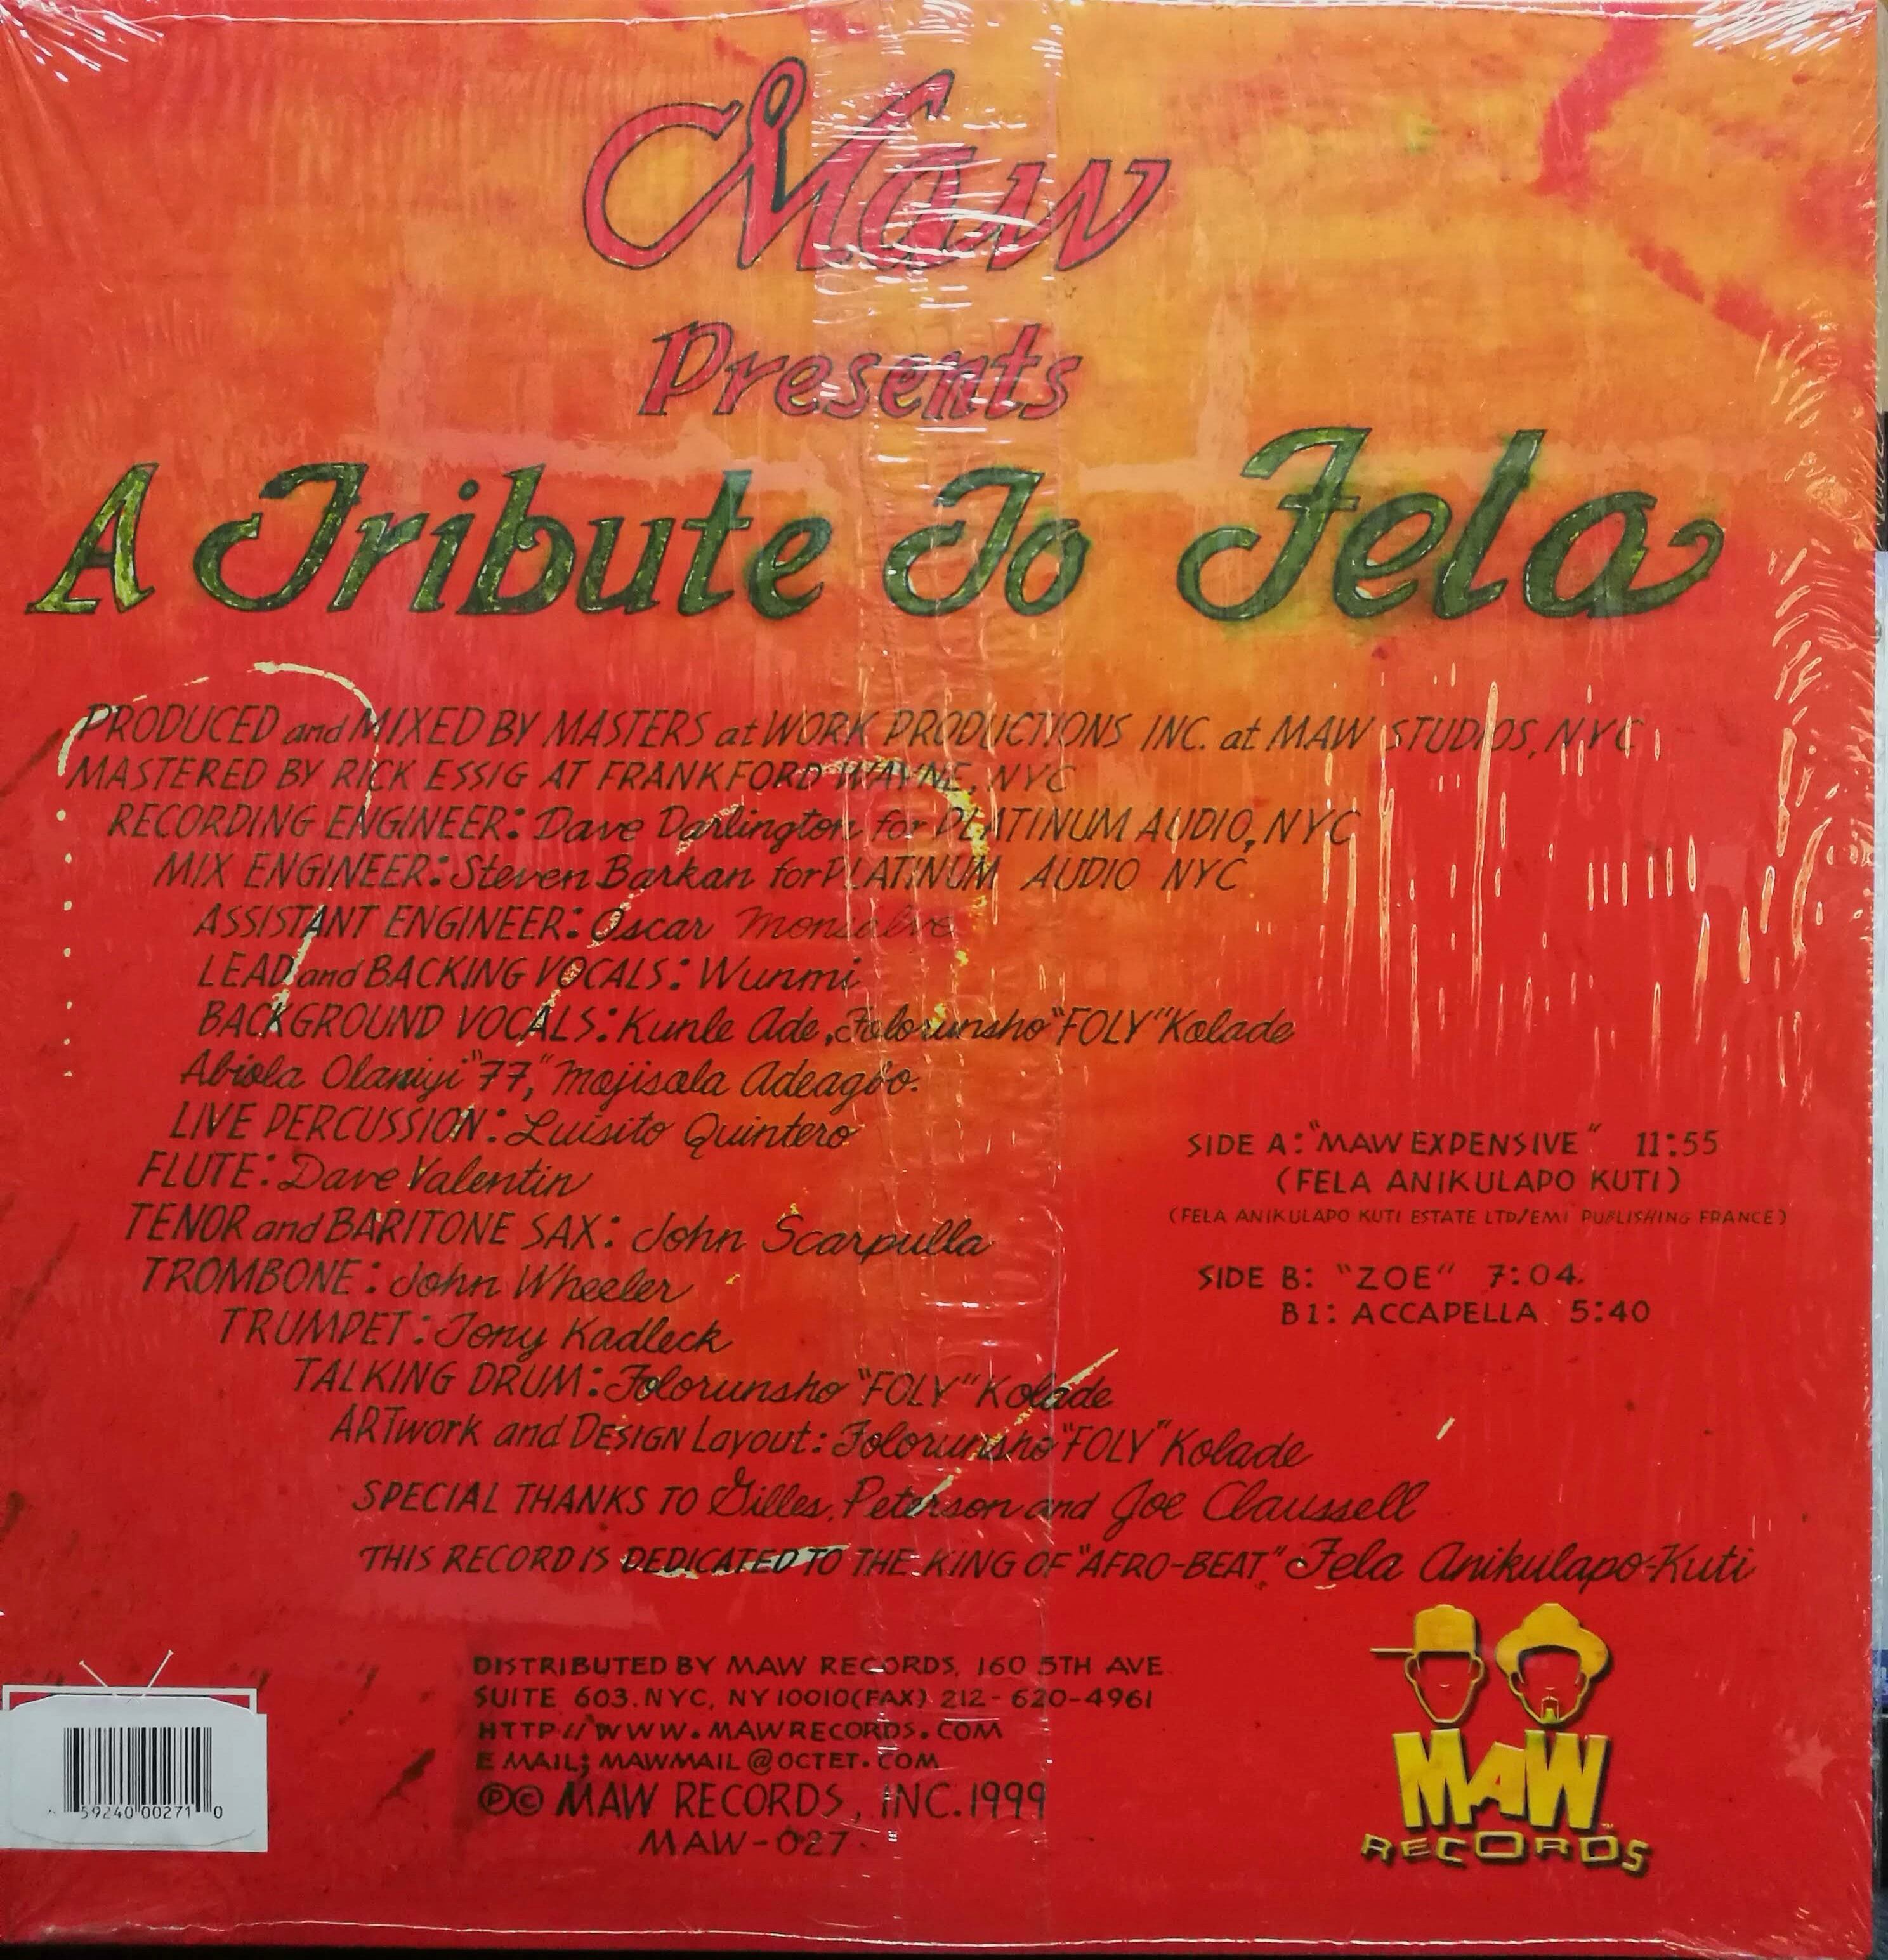 Maw
Presents
A Tribute To Fela
PRODUCED and MIXED BY MASTERS at WORK PRODUCTIONS INC. at MAW STUDIOS, NYC
MASTERED BY RICK ESSIG AT FRANKFORD WAYNE, NYC
RECORDING ENGINEER: Dave Darlington for PLATINUM AUDIO, NYC
MIX ENGINEER: Steven Barkan for PLATINUM AUDIO NYC
ASSISTANT ENGINEER: Oscar Monsalve
LEAD and BACKING VOCALS: Wunmi
BACKGROUND VOCALS: Kunle Ade, Folorunsho "FOLY" Kolade
Abiola Olaniyi "77," Mojisola Adeagbo.
LIVE PERCUSSION: Luisito Quintero
FLUTE: Dave Valentin
TENOR and BARITONE SAX: John Scarpulla
TROMBONE: John Wheeler
TRUMPET: Tony Kadleck
TALKING DRUM: Folorunsho "FOLY" Kolade
ARTwork and DESIGN Layout: Folorunsho "FOLY" Kolade
SPECIAL THANKS TO Gilles Peterson and Joe Claussell
THIS RECORD IS DEDICATED TO THE KING OF "AFRO-BEAT," Fela Anikulapo-Kuti
SIDE A: "MAW EXPENSIVE" 11:55
(FELA ANIKULAPO KUTI)
(FELA ANIKULAPO KUTI ESTATE LTD/EMI PUBLISHING FRANCE)
SIDE B: "ZOE" 7:04.
B1: ACCAPELLA 5:40
DISTRIBUTED BY MAW RECORDS, 160 5TH AVE
SUITE 603. NYC, NY 10010 (FAX) 212-620-4961
HTTP//WWW.MAWRECORDS.COM
E MAIL; MAWMAIL@OCTET.COM
℗© MAW RECORDS, INC. 1999
MAW-027.
59240 00271 0
MAW
RECORDS